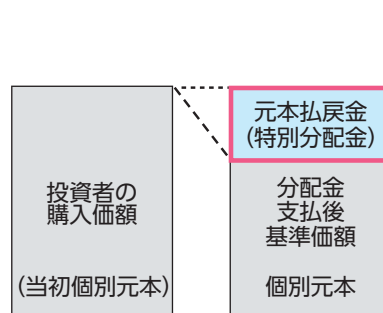 投資者の
購入価額
(当初個別元本)
元本払戻金
(特別分配金)
分配金
支払後
基準価額
個別元本